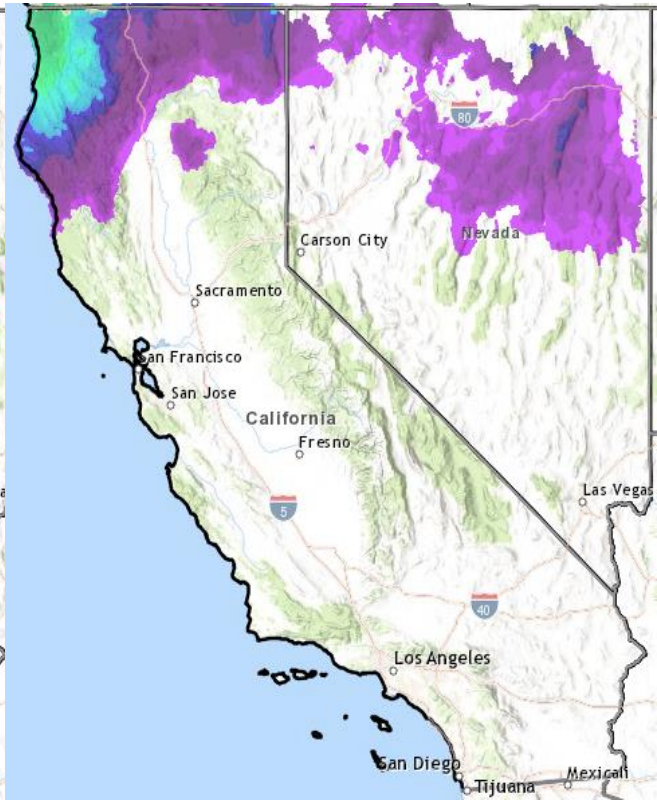 80
Nevada
Carson City
Sacramento
San Francisco
San Jose
California
Fresno
Las Vegas
5
40
Los Angeles
San Diego
Tijuana
Mexicali